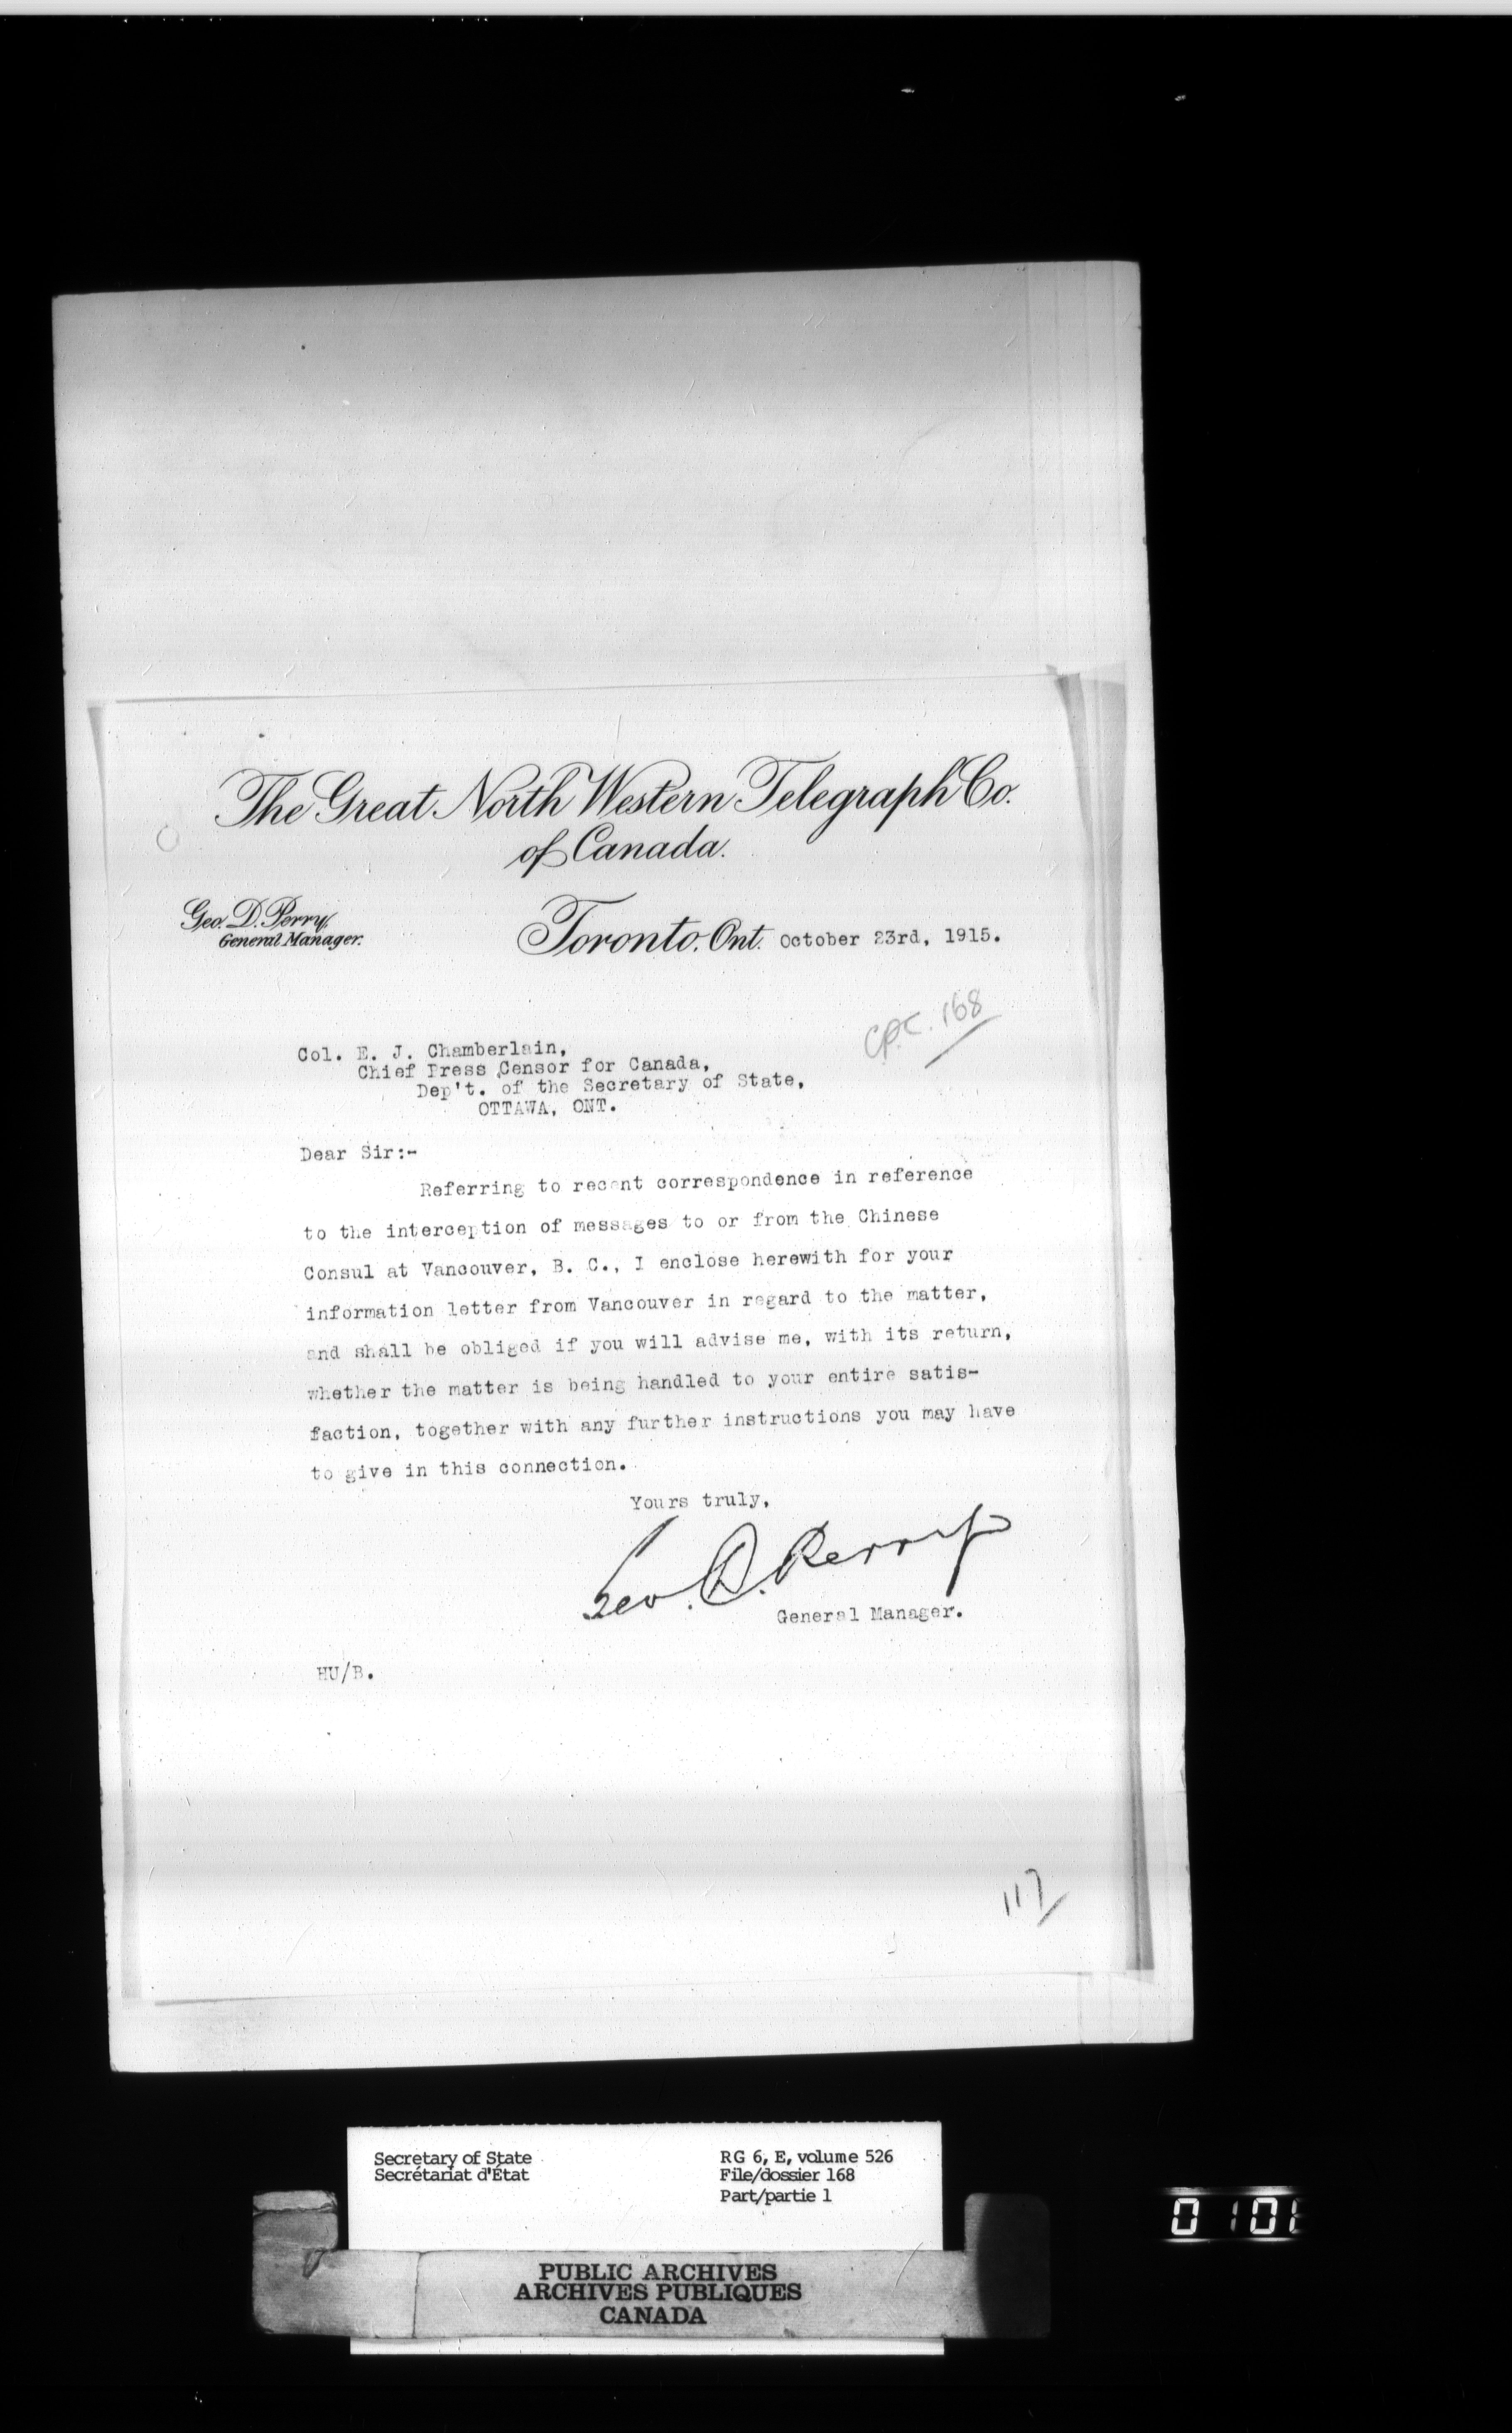 The Great North Western Telegraph Co.
of Canada.
Geo. D. Perry,
General Manager.
Toronto, Ont. October 23rd, 1915.
C.P.C. 168
Col. E. J. Chamberlain,
Chief Press Censor for Canada,
Dep't. of the Secretary of State,
OTTAWA, ONT.
Dear Sir:-
Referring to recent correspondence in reference
to the interception of messages to or from the Chinese
Consul at Vancouver, B. C., I enclose herewith for your
information letter from Vancouver in regard to the matter,
and shall be obliged if you will advise me, with its return,
whether the matter is being handled to your entire satis-
faction, together with any further instructions you may have
to give in this connection.
Yours truly,
Geo. D. Perry
General Manager.
HU/B.
117
Secretary of State
Secrétariat d'État
RG 6, E, volume 526
File/dossier 168
Part/partie 1
PUBLIC ARCHIVES
ARCHIVES PUBLIQUES
CANADA